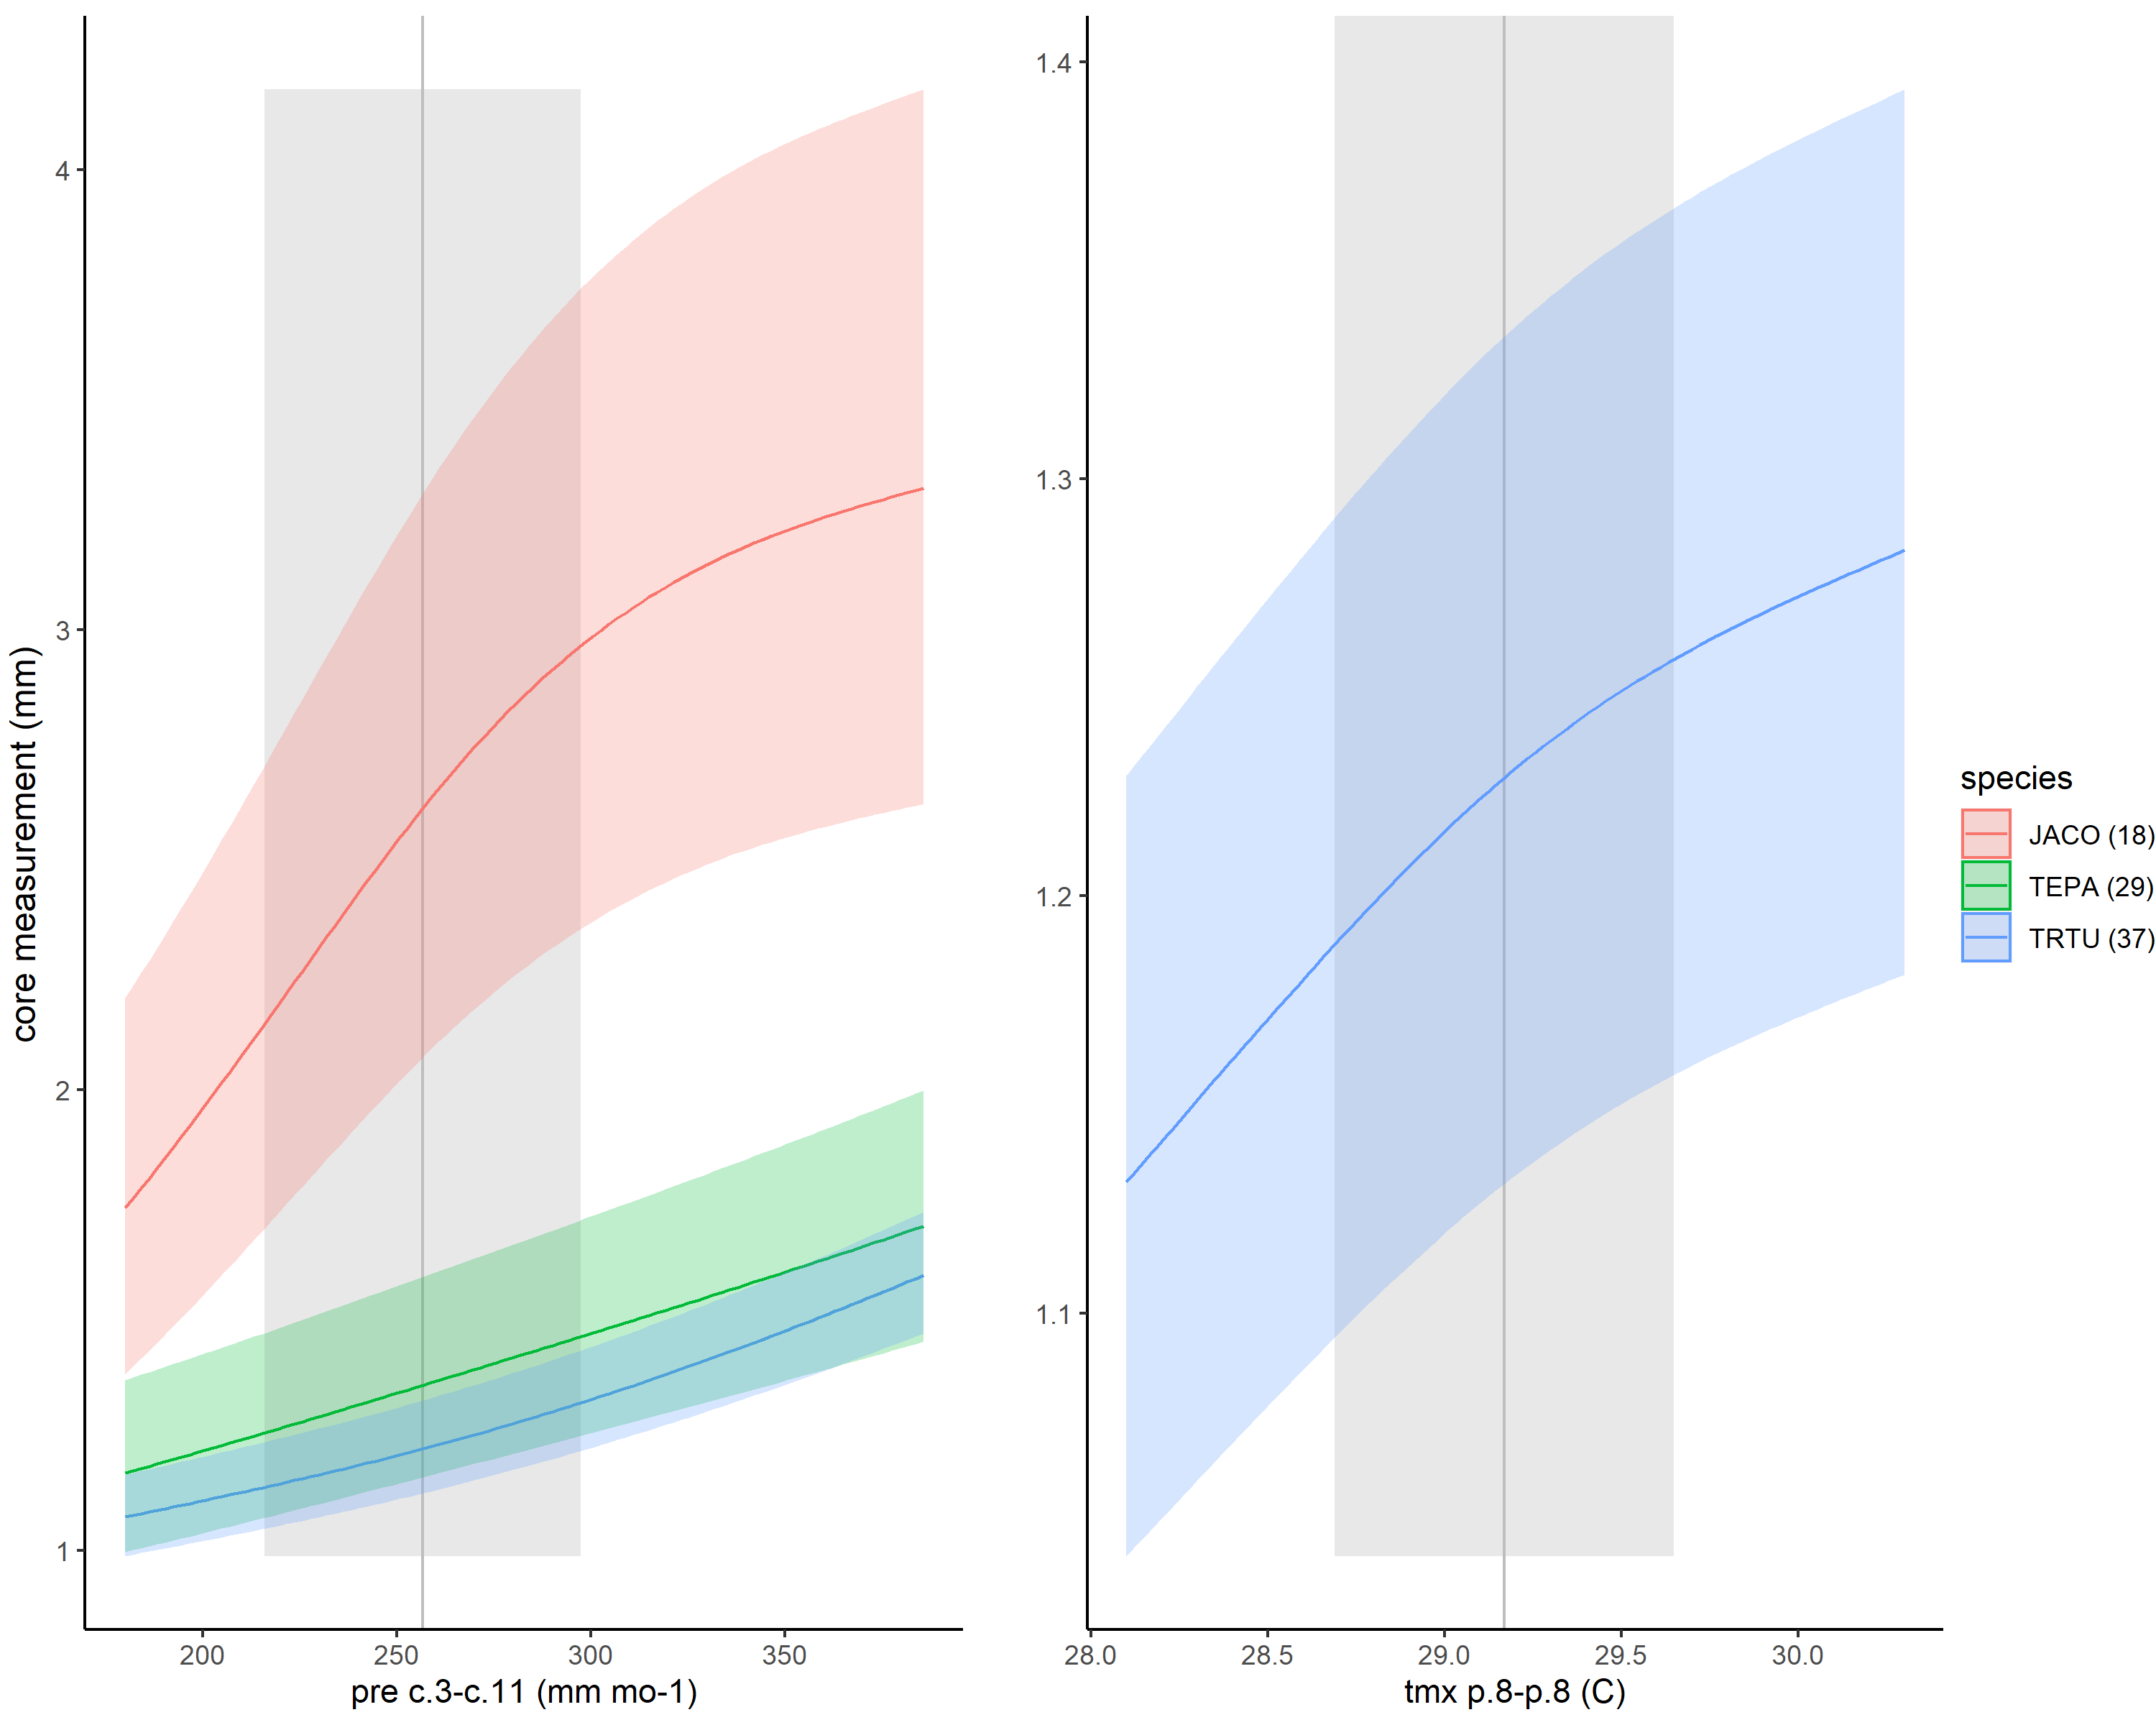 core measurement (mm)
4
3
2
1
200 250 300 350
pre c.3-c.11 (mm mo-1)
1.4
1.3
1.2
1.1
28.0 28.5 29.0 29.5 30.0
tmx p.8-p.8 (C)
species
JACO (18)
TEPA (29)
TRTU (37)